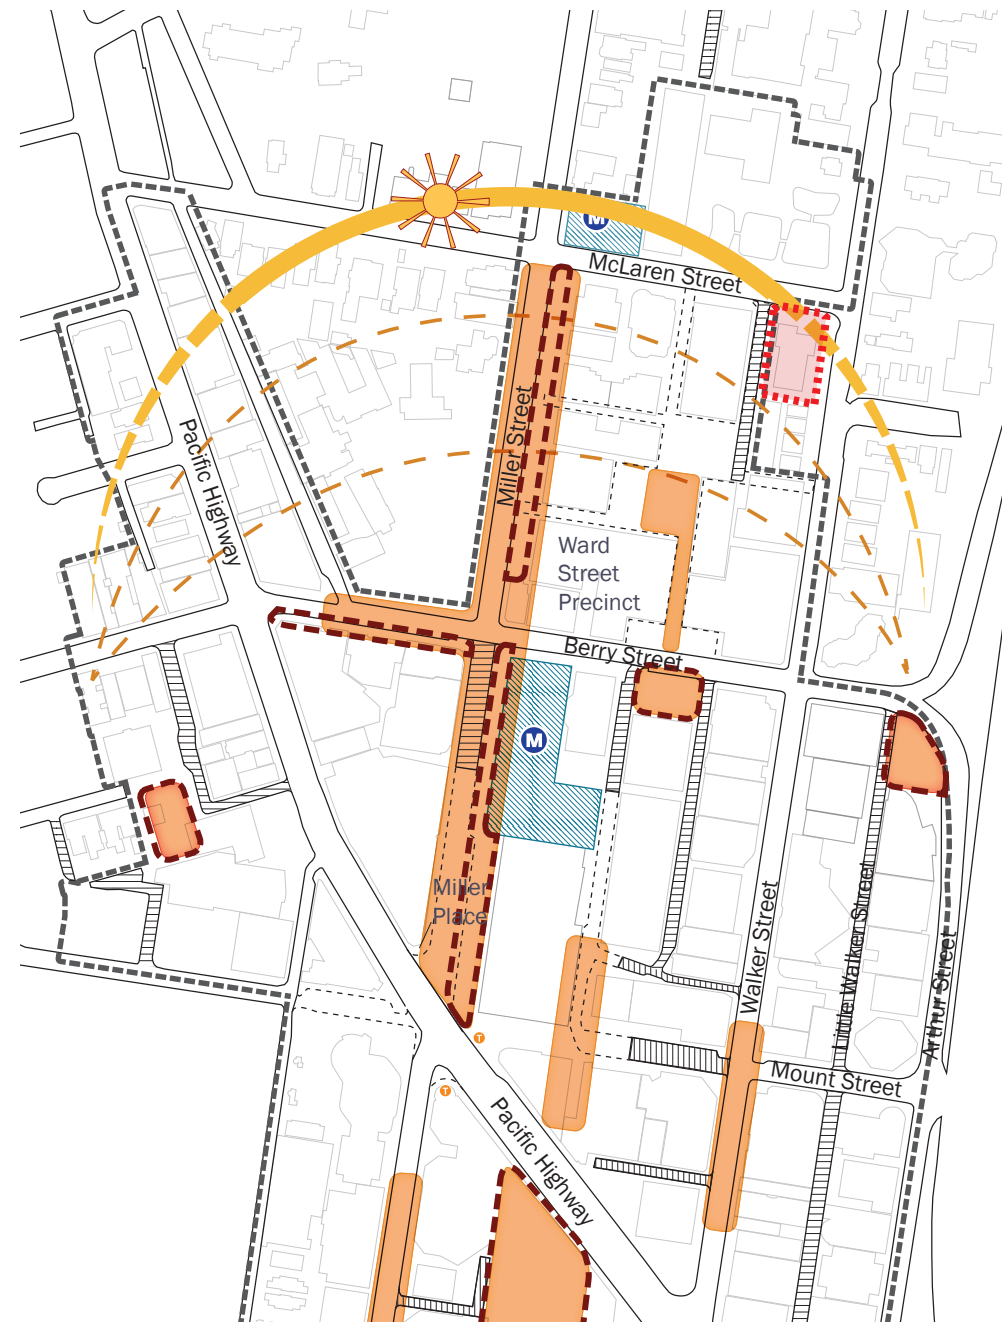 M
McLaren Street
Miller Street
Pacific Highway
Ward
Street
Precinct
Berry Street
M
Miller
Place
Walker Street
Little Walker Street
Arthur Street
T
Mount Street
T
Pacific Highway